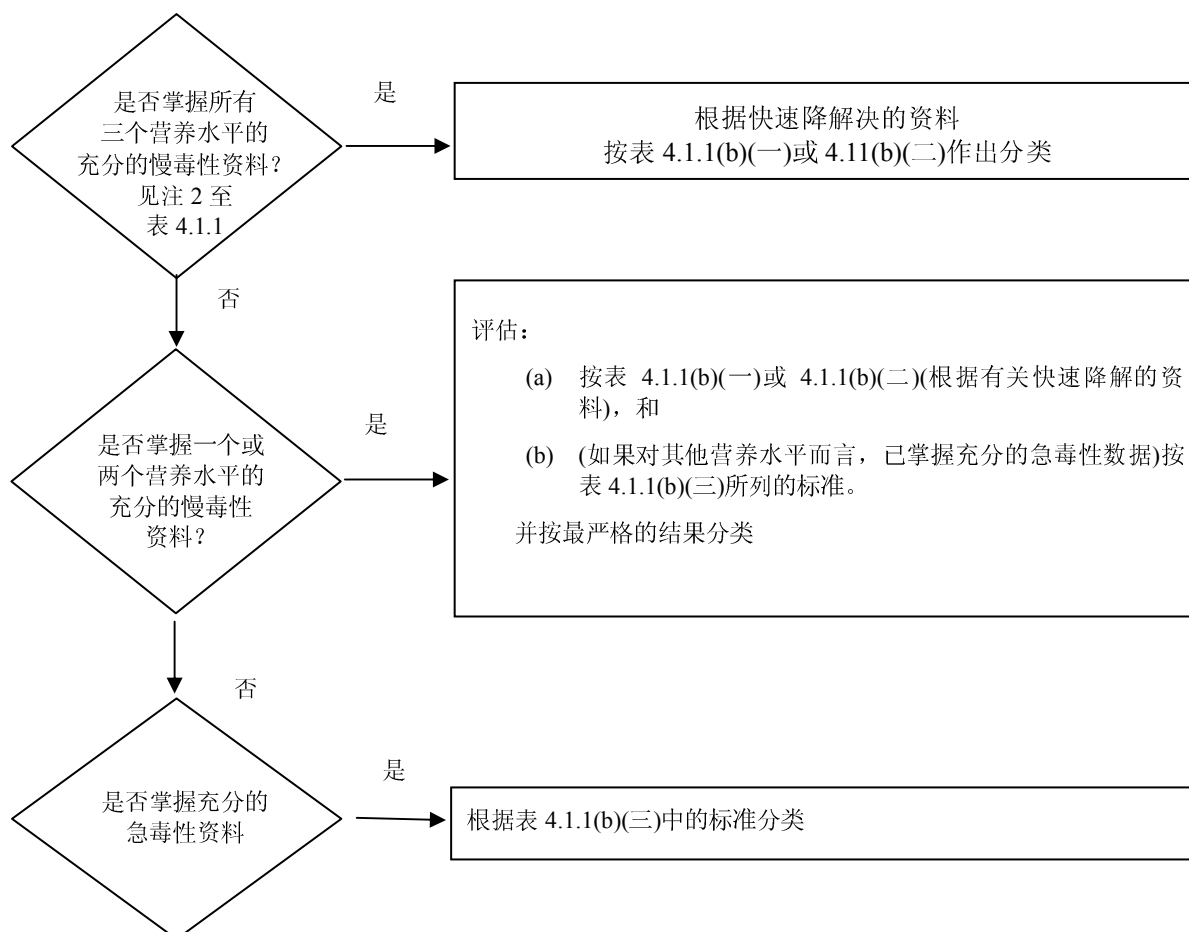 是否掌握所有
三个营养水平的
充分的慢毒性资料?
见注 2 至
表 4.1.1
是
根据快速降解决的资料
按表 4.1.1(b)(一)或 4.11(b)(二)作出分类
否
是否掌握一个或
两个营养水平的
充分的慢毒性
资料?
是
评估:
(a) 按表 4.1.1(b)(一)或 4.1.1(b)(二)(根据有关快速降解的资
料),和
(b) (如果对其他营养水平而言,已掌握充分的急毒性数据)按
表 4.1.1(b)(三)所列的标准。
并按最严格的结果分类
否
是否掌握充分的
急毒性资料
是
根据表 4.1.1(b)(三)中的标准分类